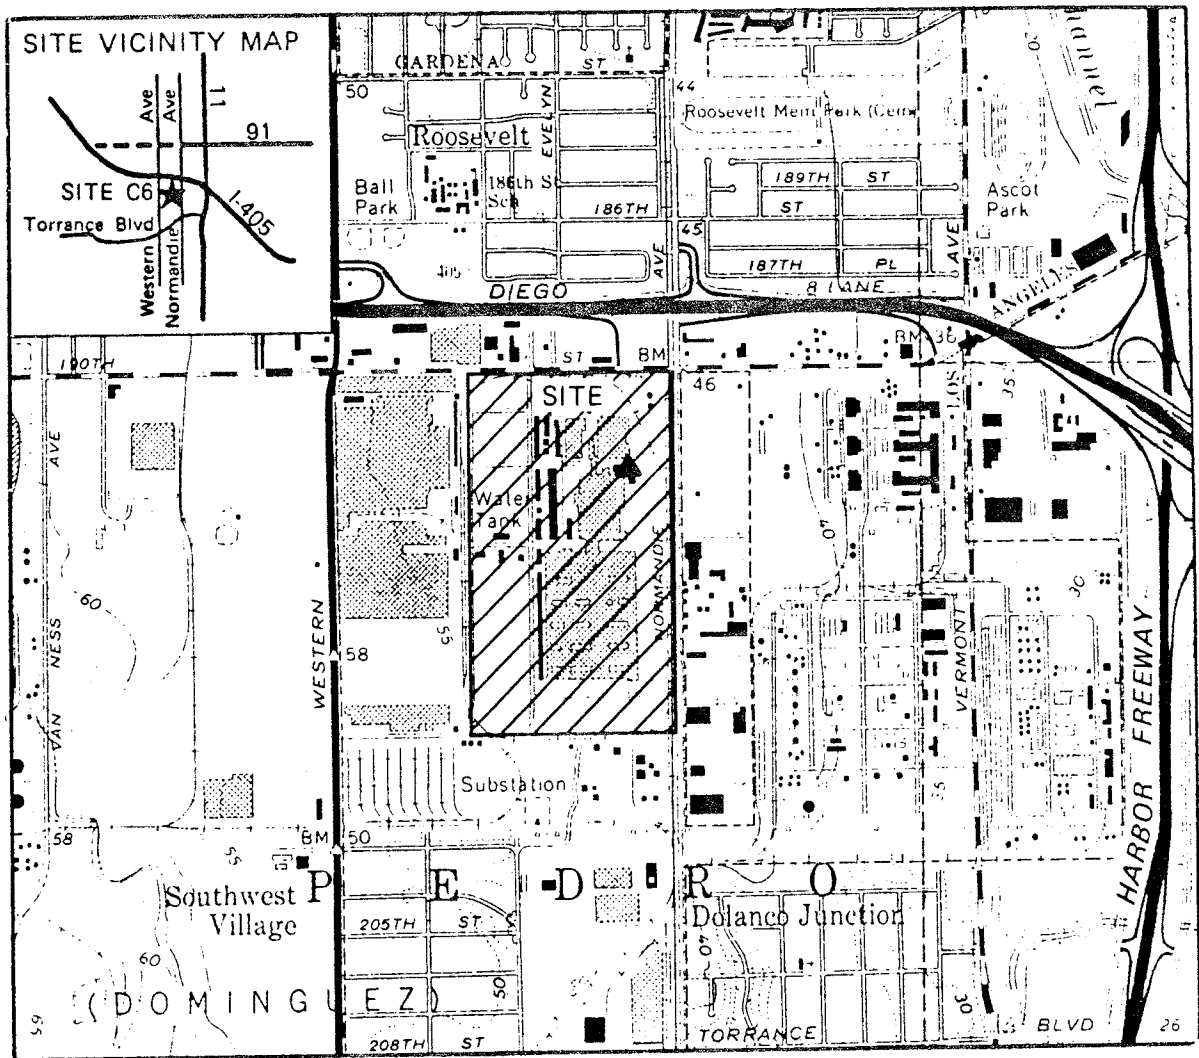 SITE VICINITY MAP
Ave
Ave
11
91
SITE C6
I-405
Torrance Blvd
Western
Normandie
GARDENA
ST
50
44
EVELYN
Roosevelt Mem Park (Cem)
Roosevelt
Ball
Park
186th St
Sch
186TH
189TH ST
ST
Ascot
Park
45
AVE
AVE
187TH PL
405
DIEGO
8 LANE
ANGELES
LOS
190TH
ST
BM
BM 36
SITE
46
35
AVE
Water
Tank
40
NORMANDIE
60
55
30
WESTERN
58
VAN NESS
VERMONT
HARBOR FREEWAY
Substation
35
58
BM
50
55
P E D R O
Southwest
Village
205TH ST
Dolanco Junction
40
60
50
(DOMINGUEZ)
65
30
208TH ST
TORRANCE
BLVD
26